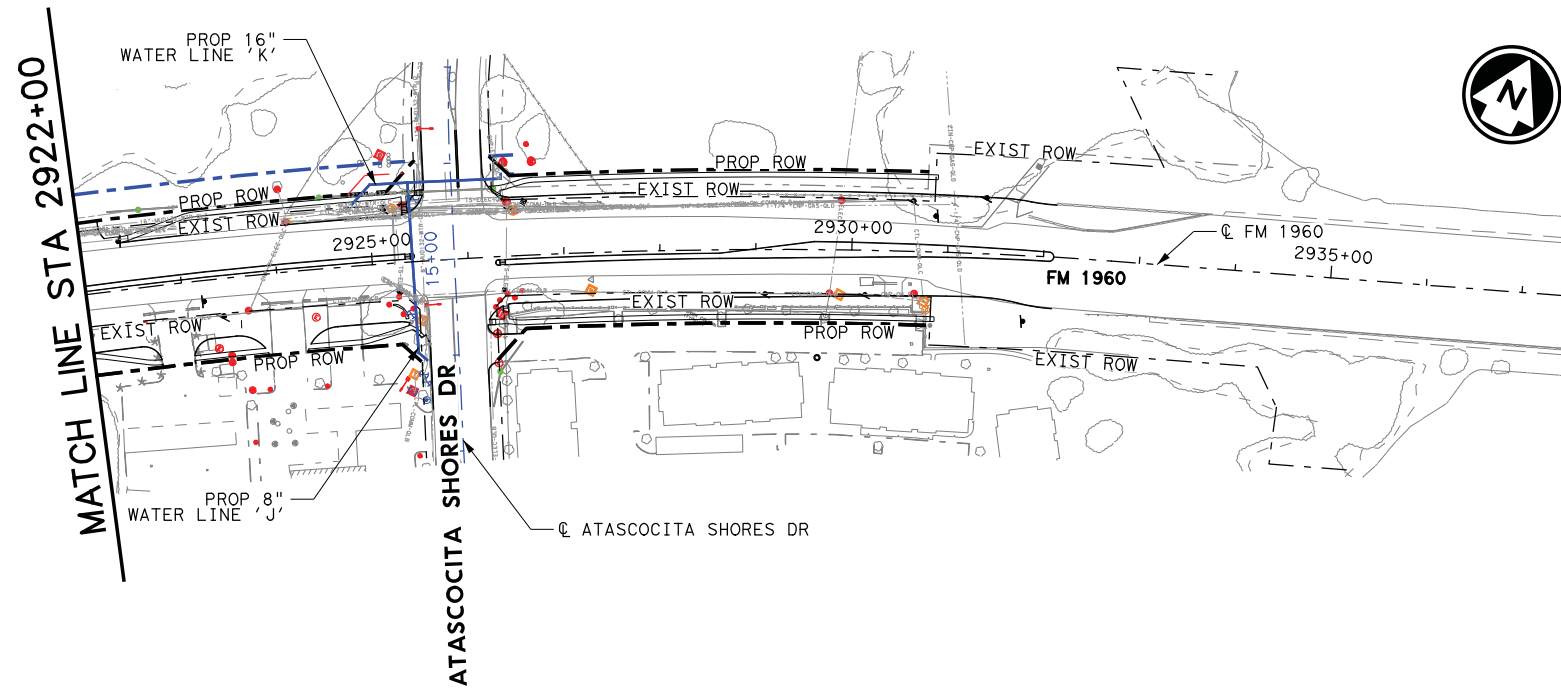 PROP 16"
WATER LINE 'K'
MATCH LINE STA 2922+00
N
PROP ROW
EXIST ROW
EXIST ROW
PROP ROW
EXIST ROW
2925+00
2930+00
℄ FM 1960
2935+00
15+00
FM 1960
EXIST ROW
EXIST ROW
PROP ROW
PROP ROW
EXIST ROW
PROP 8"
WATER LINE 'J'
ATASCOCITA SHORES DR
℄ ATASCOCITA SHORES DR